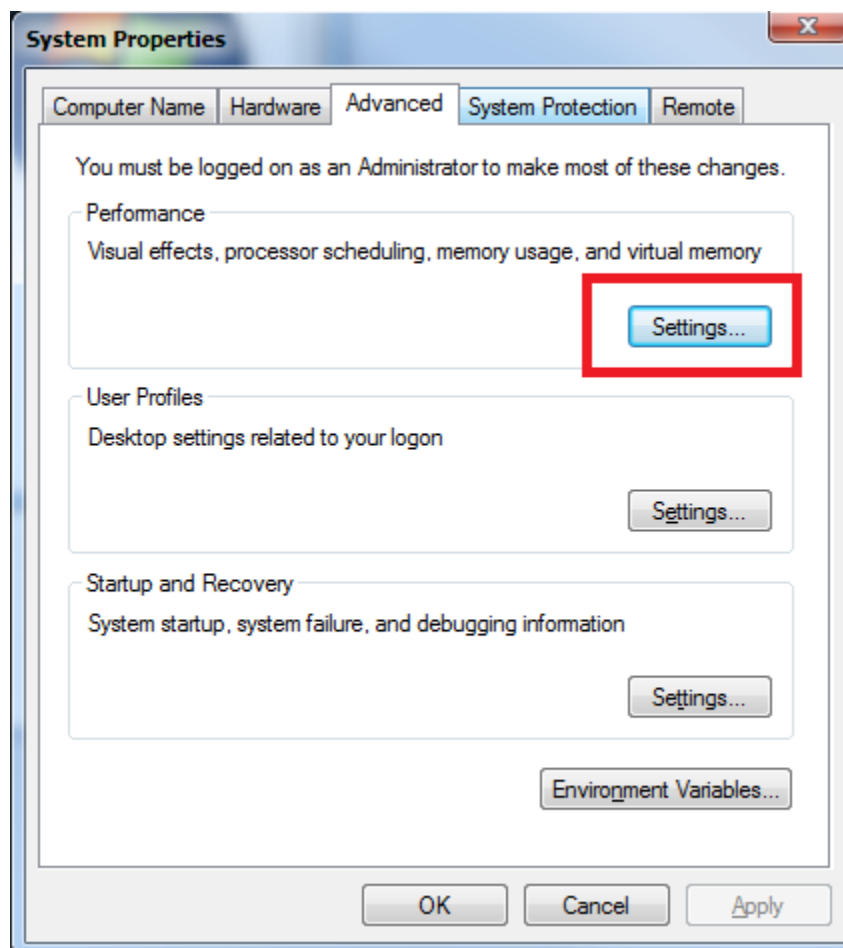 System Properties
Computer Name Hardware Advanced System Protection Remote
You must be logged on as an Administrator to make most of these changes.
Performance
Visual effects, processor scheduling, memory usage, and virtual memory
Settings...
User Profiles
Desktop settings related to your logon
Settings...
Startup and Recovery
System startup, system failure, and debugging information
Settings...
Environment Variables...
OK Cancel Apply